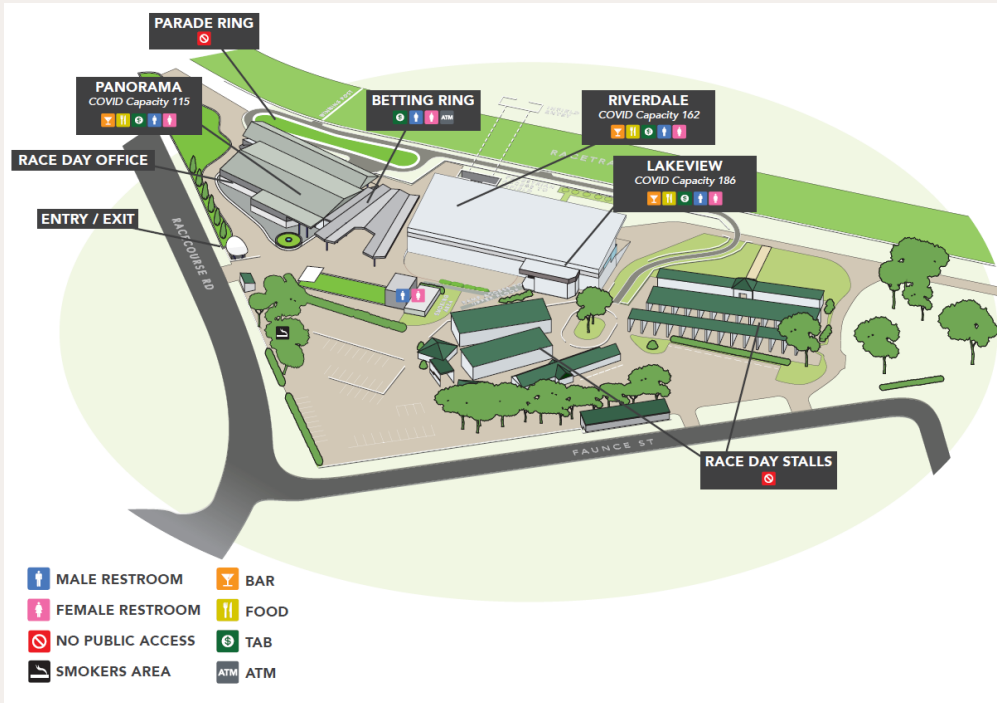 PARADE RING
PANORAMA
COVID Capacity 115
BETTING RING
ATM
RIVERDALE
COVID Capacity 162
LAKEVIEW
COVID Capacity 186
RACE DAY OFFICE
ENTRY / EXIT
RACECOURSE RD
RACETRA
FAUNCE ST
RACE DAY STALLS
MALE RESTROOM
BAR
FEMALE RESTROOM
FOOD
NO PUBLIC ACCESS
TAB
SMOKERS AREA
ATM ATM